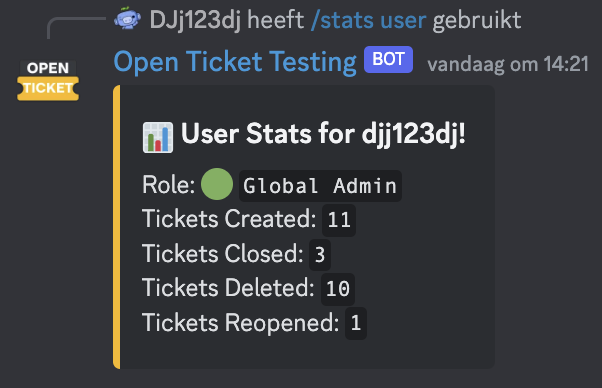 DJj123dj heeft /stats user gebruikt
OPEN TICKET
Open Ticket Testing BOT vandaag om 14:21
User Stats for djj123dj!
Role: Global Admin
Tickets Created: 11
Tickets Closed: 3
Tickets Deleted: 10
Tickets Reopened: 1